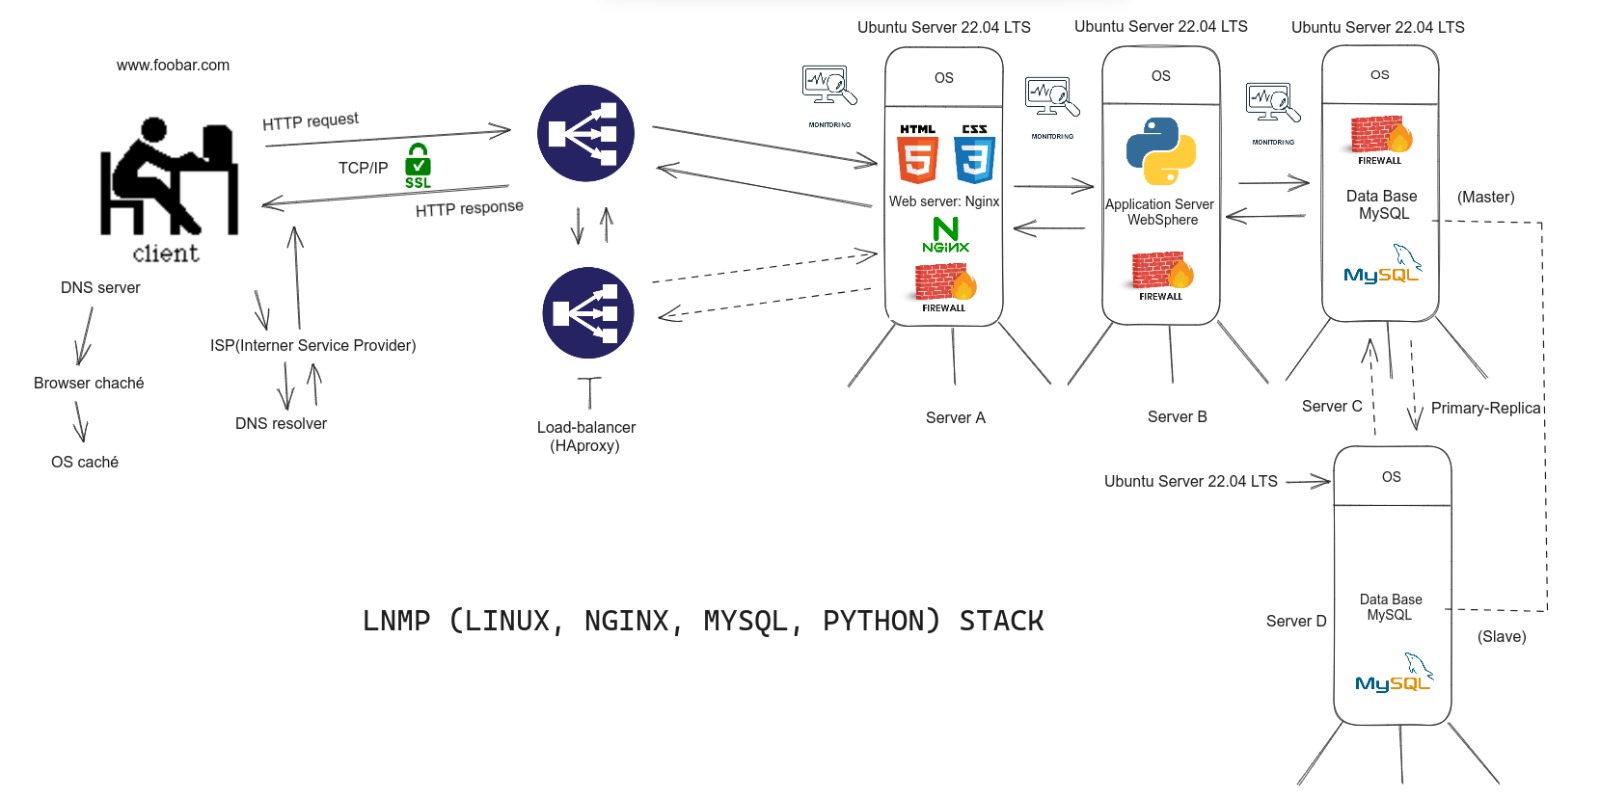 www.foobar.com
HTTP request
TCP/IP
SSL
HTTP response
client
DNS server
Browser chaché
OS caché
ISP(Interner Service Provider)
DNS resolver
Load-balancer
(HAproxy)
MONITORING
Ubuntu Server 22.04 LTS
OS
HTML
5
CSS
3
Web server: Nginx
N
NGiNX
FIREWALL
Server A
MONITORING
Ubuntu Server 22.04 LTS
OS
Application Server
WebSphere
FIREWALL
Server B
MONITORING
Ubuntu Server 22.04 LTS
OS
FIREWALL
Data Base
MySQL
MySQL
(Master)
Server C
Primary-Replica
Ubuntu Server 22.04 LTS
OS
Data Base
MySQL
MySQL
Server D
(Slave)
LNMP (LINUX, NGINX, MYSQL, PYTHON) STACK